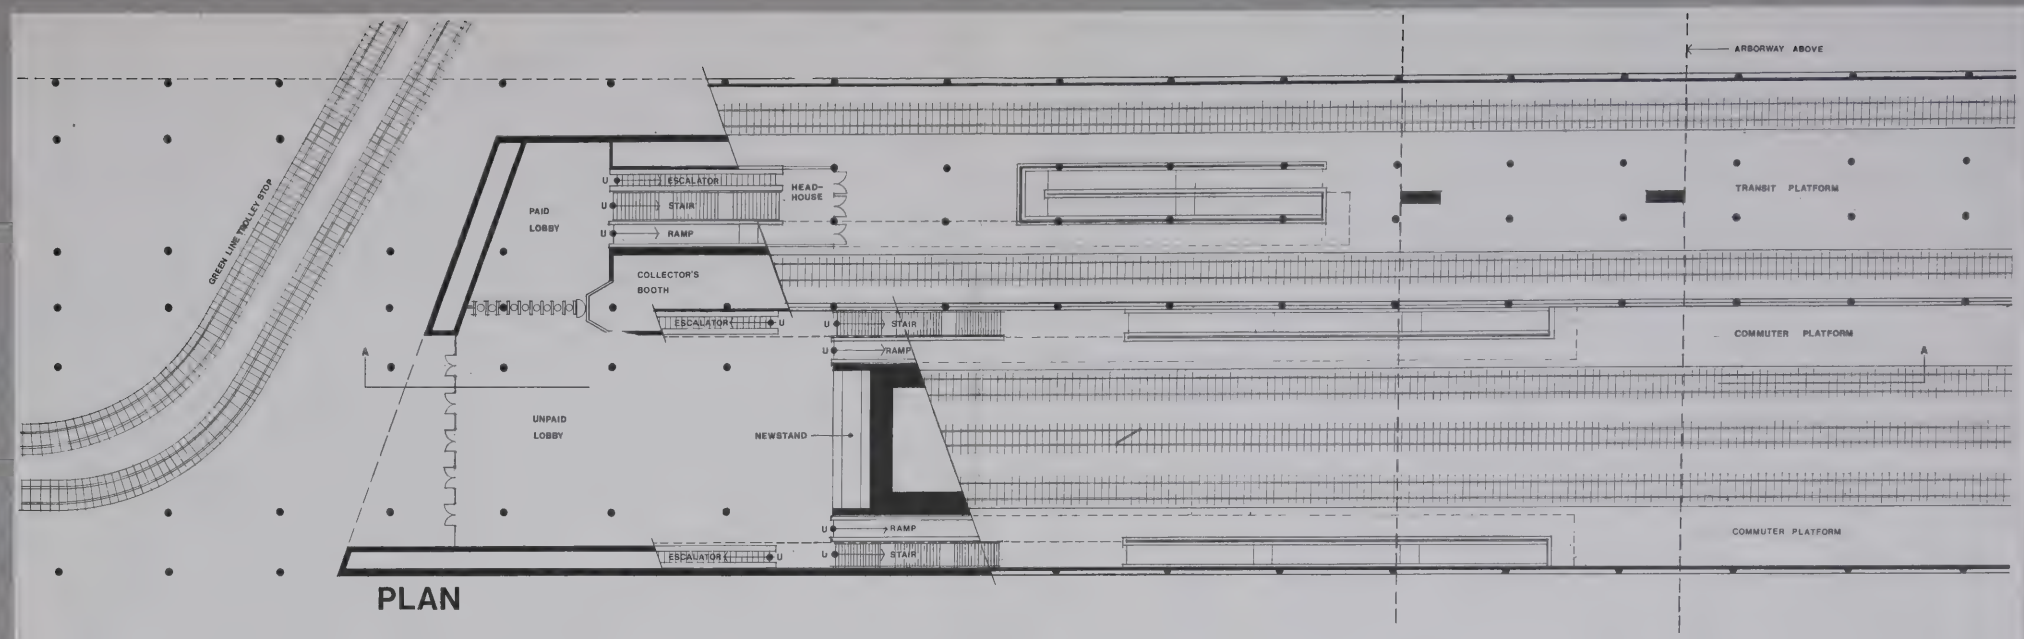 ARBORWAY ABOVE
GREEN LINE TROLLEY STOP
U
ESCALATOR
HEAD-
HOUSE
U
STAIR
PAID
LOBBY
U
RAMP
TRANSIT PLATFORM
COLLECTOR'S
BOOTH
ESCALATOR
U
U
STAIR
COMMUTER PLATFORM
A
U
RAMP
A
UNPAID
LOBBY
NEWSTAND
U
RAMP
COMMUTER PLATFORM
ESCALATOR
U
U
STAIR
PLAN